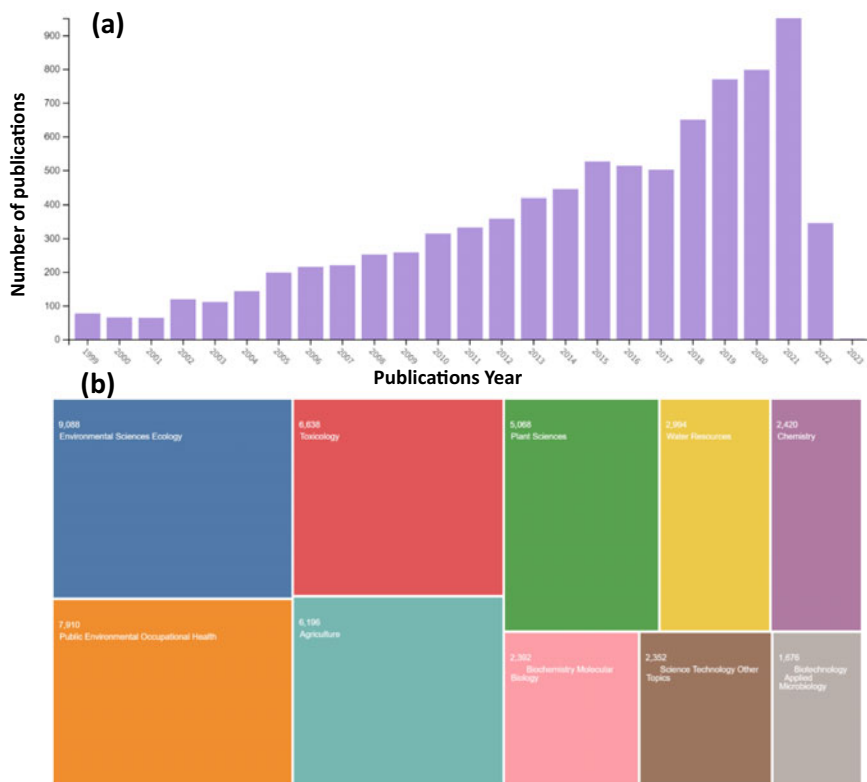 (a)
Number of publications
900
800
700
600
500
400
300
200
100
0
1999
2000
2001
2002
2003
2004
2005
2006
2007
2008
2009
2010
2011
2012
2013
2014
2015
2016
2017
2018
2019
2020
2021
2022
2023
Publications Year
(b)
9,088
Environmental Sciences Ecology
6,638
Toxicology
5,068
Plant Sciences
2,994
Water Resources
2,420
Chemistry
7,910
Public Environmental Occupational Health
6,196
Agriculture
2,392
Biochemistry Molecular
Biology
2,352
Science Technology Other
Topics
1,676
Biotechnology
Applied
Microbiology